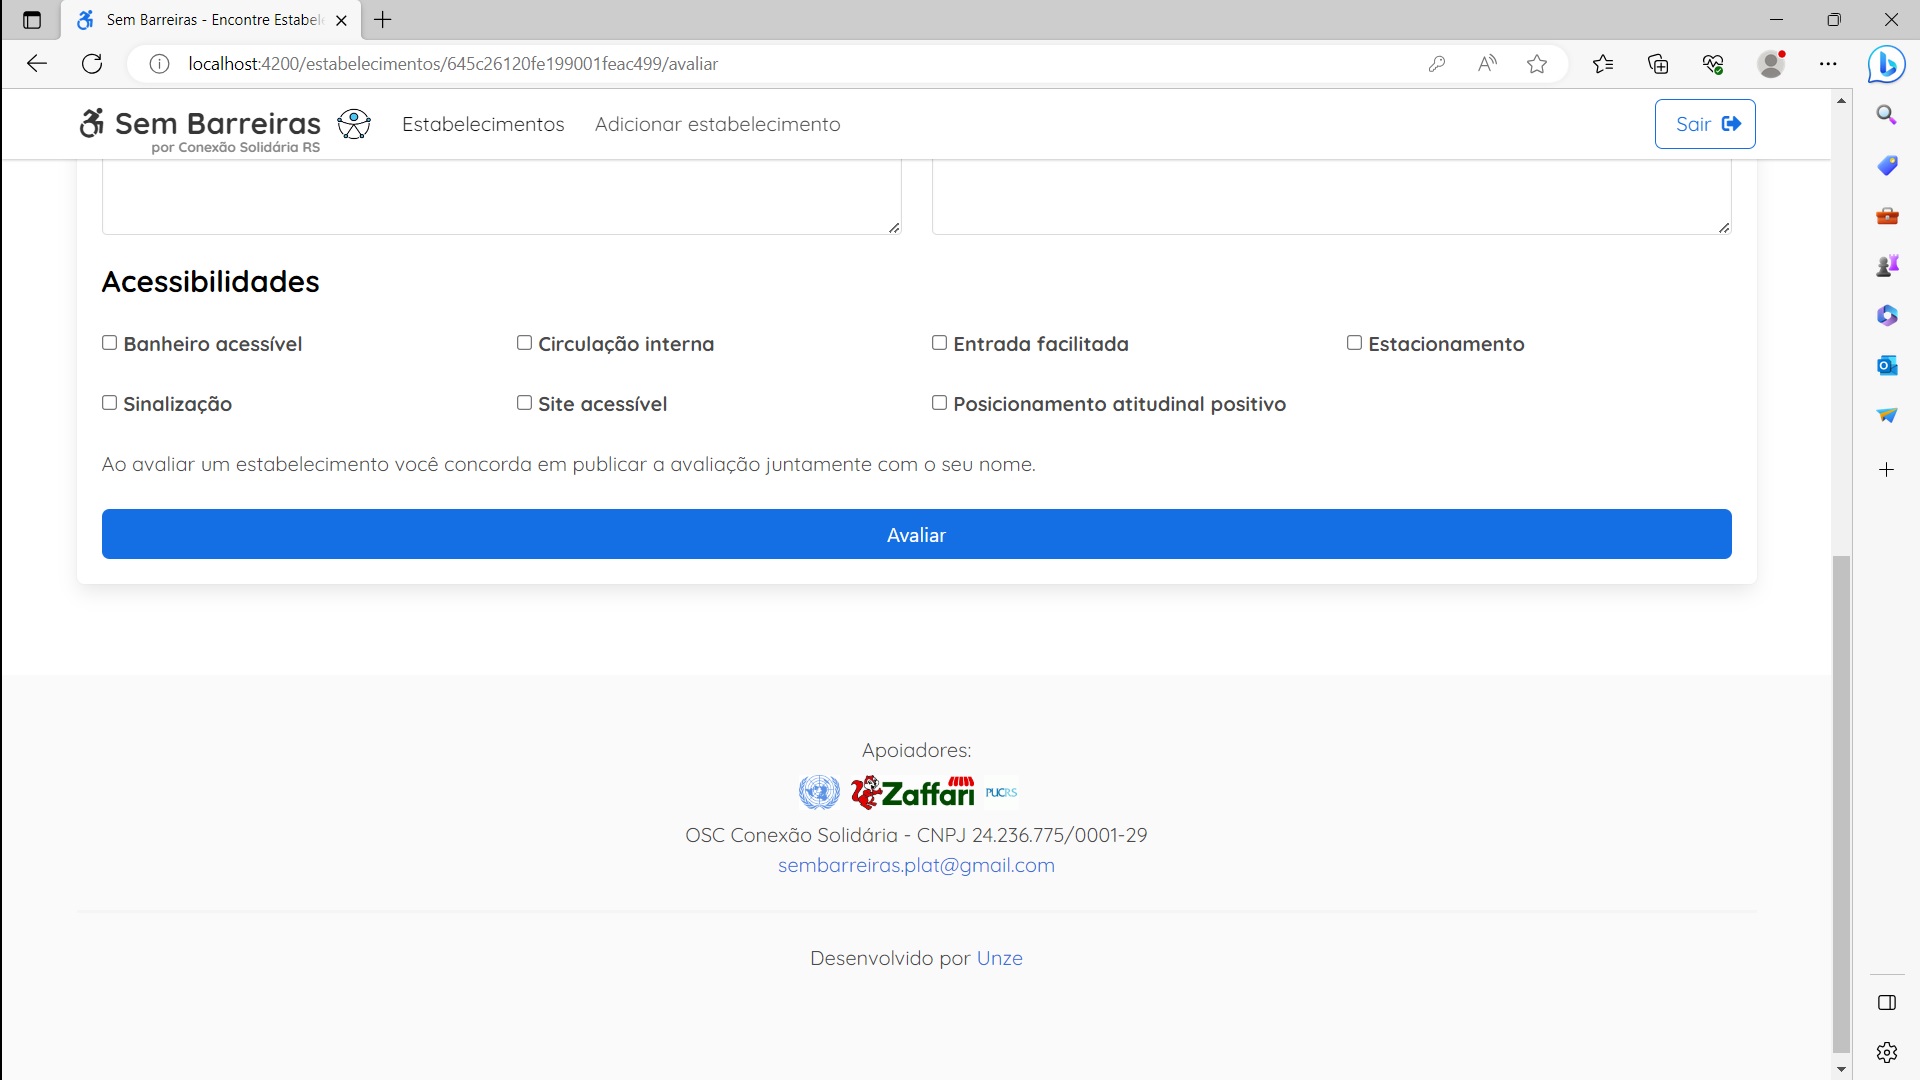 Sem Barreiras - Encontre Estabel
localhost:4200/estabelecimentos/645c26120fe199001feac499/avaliar
Sem Barreiras
por Conexão Solidária RS
Estabelecimentos
Adicionar estabelecimento
Sair
Acessibilidades
Banheiro acessível
Circulação interna
Entrada facilitada
Estacionamento
Sinalização
Site acessível
Posicionamento atitudinal positivo
Ao avaliar um estabelecimento você concorda em publicar a avaliação juntamente com o seu nome.
Avaliar
Apoiadores:
Zaffari
PUCRS
OSC Conexão Solidária - CNPJ 24.236.775/0001-29
sembarreiras.plat@gmail.com
Desenvolvido por Unze